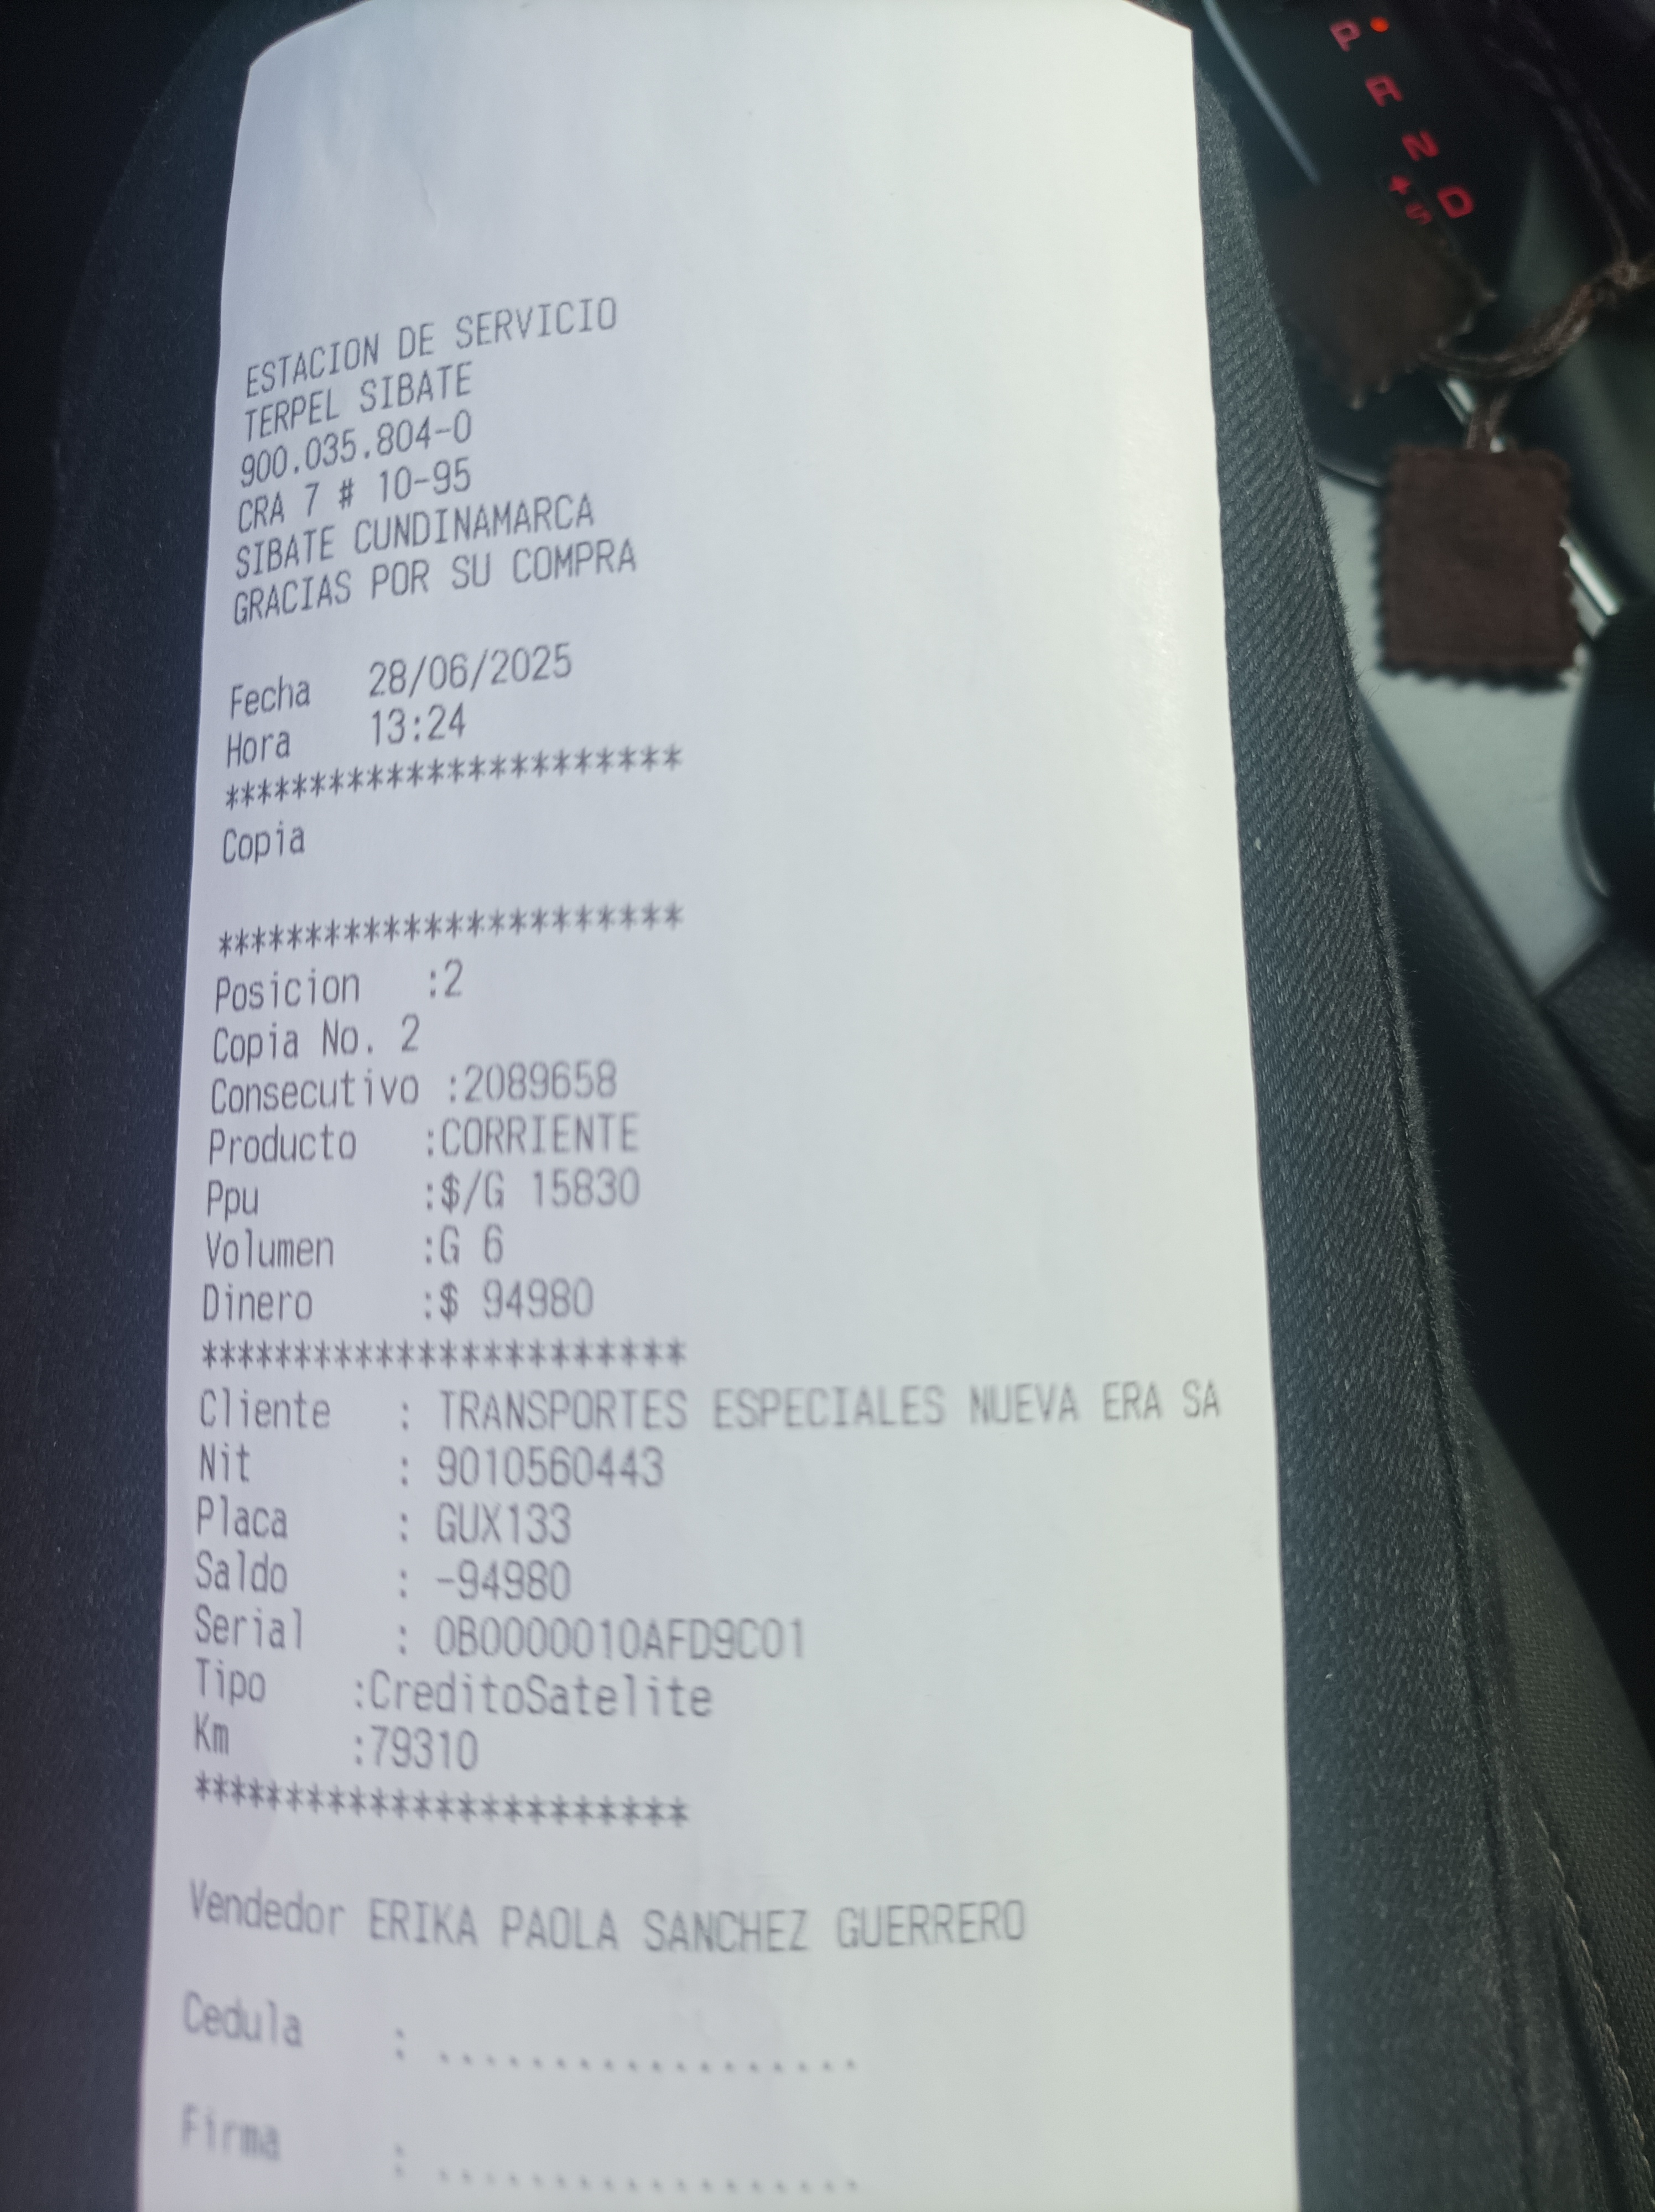 ESTACION DE SERVICIO
TERPEL SIBATE
900.035.804-0
CRA 7 # 10-95
SIBATE CUNDINAMARCA
GRACIAS POR SU COMPRA
Fecha 28/06/2025
Hora 13:24
***********************
Copia
***********************
Posicion :2
Copia No. 2
Consecutivo :2089658
Producto :CORRIENTE
Ppu :$/G 15830
Volumen :G 6
Dinero :$ 94980
***********************
Cliente : TRANSPORTES ESPECIALES NUEVA ERA SA
Nit : 9010560443
Placa : GUX133
Saldo : -94980
Serial : 0B0000010AFD9C01
Tipo :CreditoSatelite
Km :79310
***********************
Vendedor ERIKA PAOLA SANCHEZ GUERRERO
Cedula : ..................
Firma : ..................
P
R
N
+
D
S